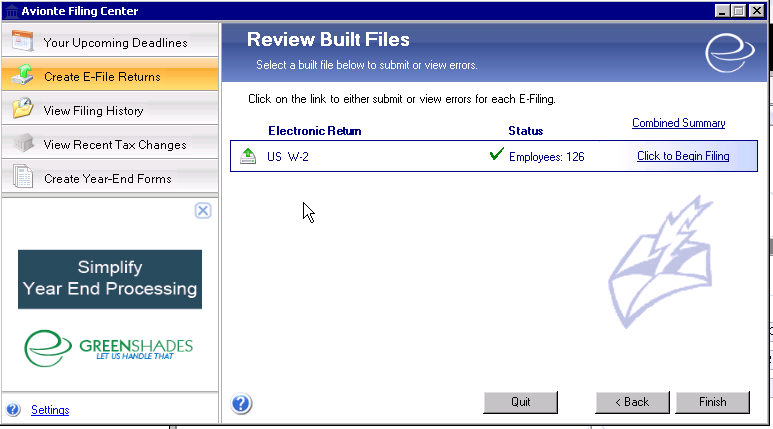 Avionte Filing Center
Your Upcoming Deadlines
Create E-File Returns
View Filing History
View Recent Tax Changes
Create Year-End Forms
Simplify
Year End Processing
GREENSHADES
LET US HANDLE THAT
Settings
Review Built Files
Select a built file below to submit or view errors.
Click on the link to either submit or view errors for each E-Filing.
Combined Summary
Electronic Return Status
US W-2 Employees: 126 Click to Begin Filing
Quit < Back Finish